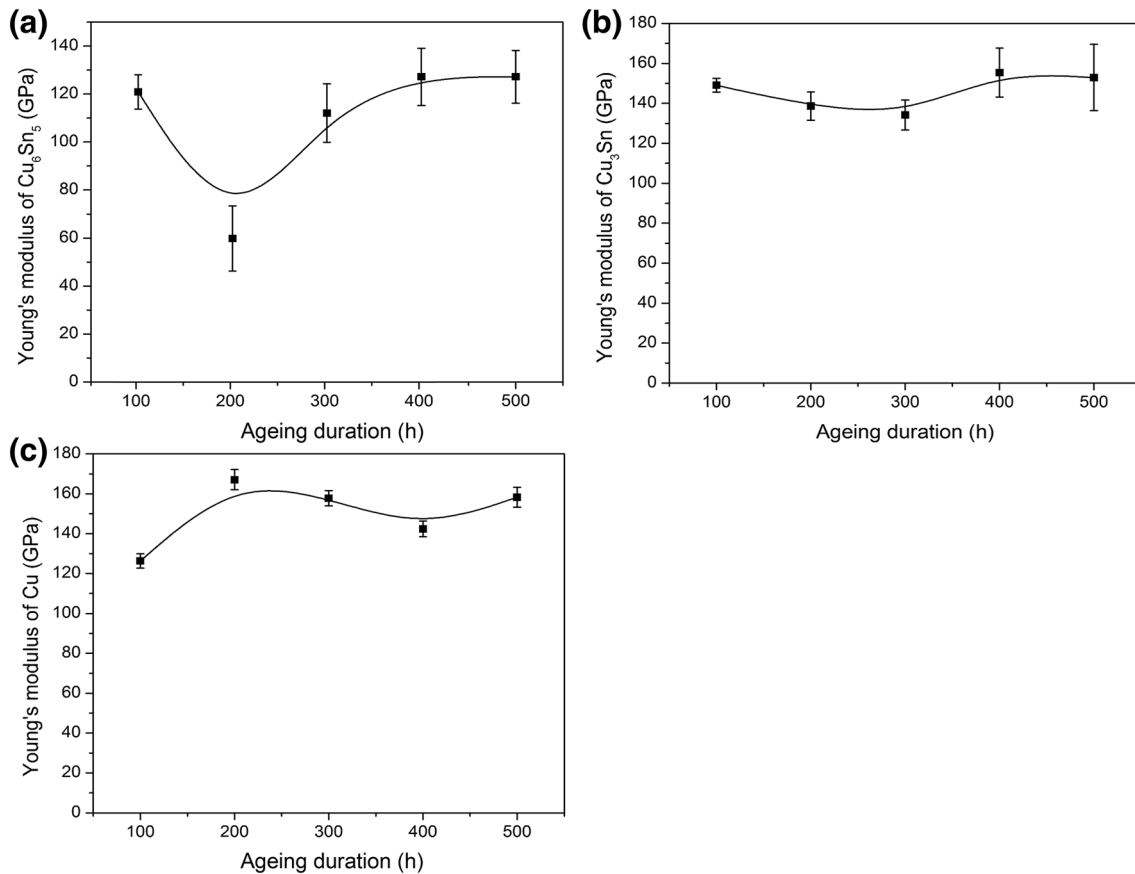 (a)
Young's modulus of Cu6Sn5 (GPa)
140
120
100
80
60
40
20
0
100 200 300 400 500
Ageing duration (h)
(b)
Young's modulus of Cu3Sn (GPa)
180
160
140
120
100
80
60
40
20
0
100 200 300 400 500
Ageing duration (h)
(c)
Young's modulus of Cu (GPa)
180
160
140
120
100
80
60
40
20
0
100 200 300 400 500
Ageing duration (h)